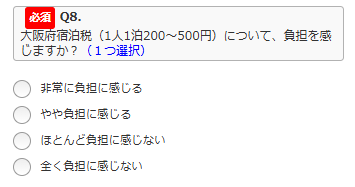 必須 Q8.
大阪府宿泊税（1人1泊200～500円）について、負担を感
じますか？（１つ選択）
非常に負担に感じる
やや負担に感じる
ほとんど負担に感じない
全く負担に感じない